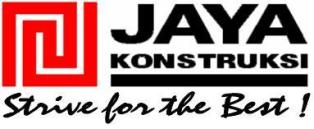 JAYA
KONSTRUKSI
Strive for the Best !